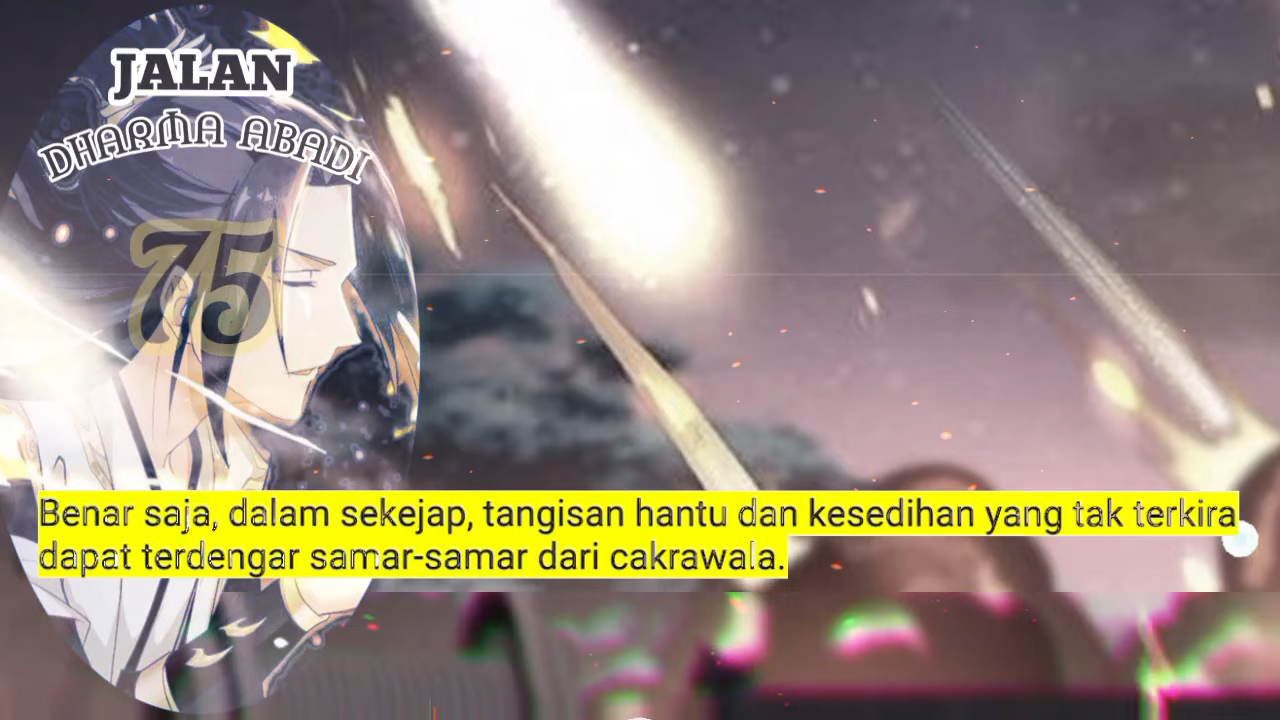 JALAN
DHARMA ABADI
75
Benar saja, dalam sekejap, tangisan hantu dan kesedihan yang tak terkira
dapat terdengar samar-samar dari cakrawala.